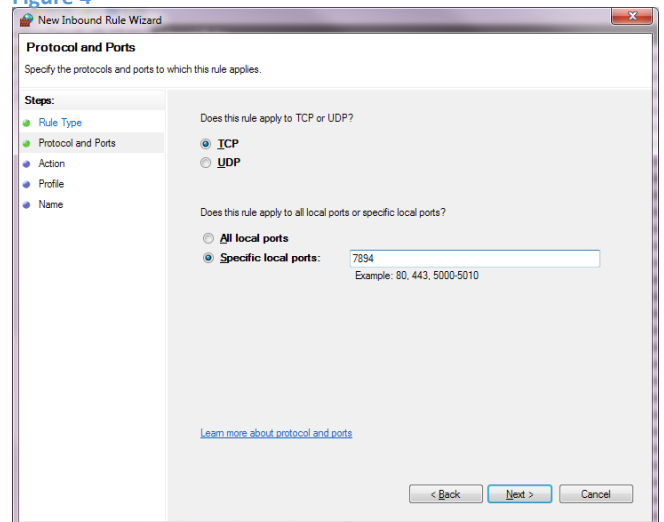 Figure 4
New Inbound Rule Wizard
Protocol and Ports
Specify the protocols and ports to which this rule applies.
Steps:
Rule Type
Protocol and Ports
Action
Profile
Name
Does this rule apply to TCP or UDP?
TCP
UDP
Does this rule apply to all local ports or specific local ports?
All local ports
Specific local ports: 7894
Example: 80, 443, 5000-5010
Learn more about protocol and ports
< Back Next > Cancel